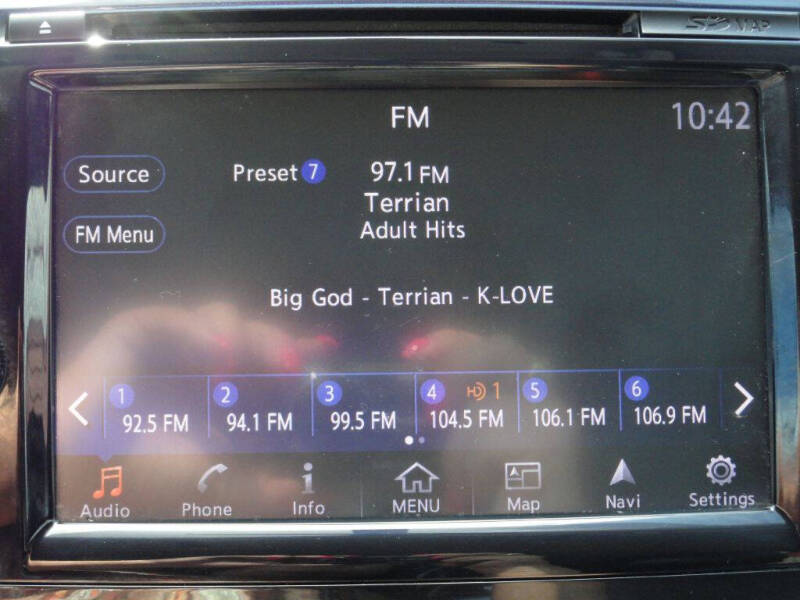 MAP
FM 10:42
Source Preset 7 97.1 FM
Terrian
FM Menu Adult Hits
Big God - Terrian - K-LOVE
1 2 3 4 HD 1 5 6
92.5 FM 94.1 FM 99.5 FM 104.5 FM 106.1 FM 106.9 FM
Audio Phone Info MENU Map Navi Settings